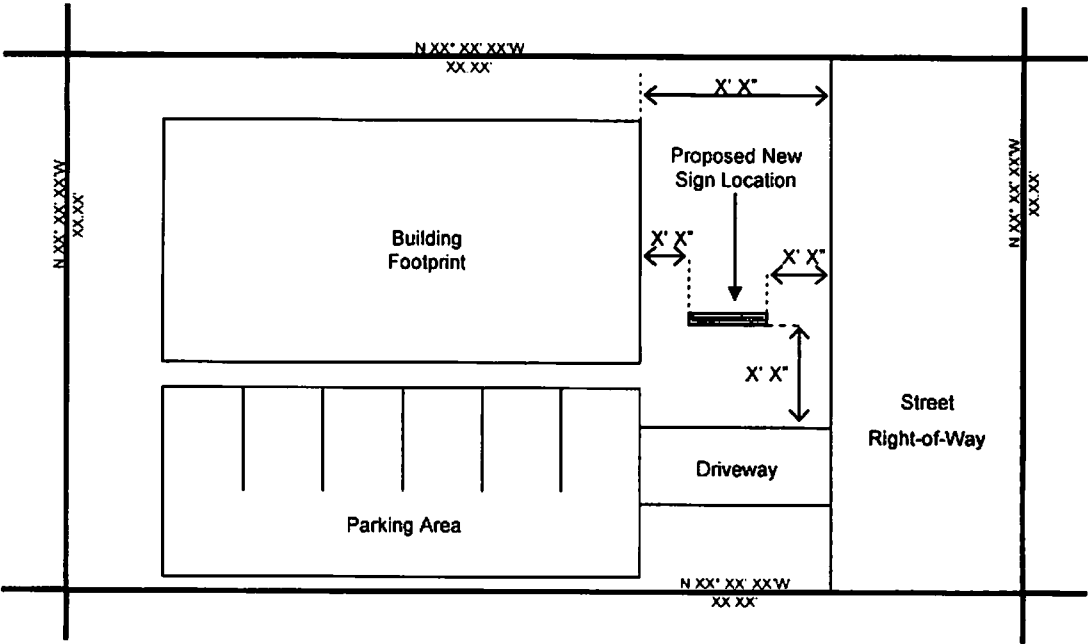 N XX° XX' XX"W
XX.XX'
X' X"
Proposed New
Sign Location
N XX° XX' XX"W
XX.XX'
N XX° XX' XX"W
XX.XX'
Building
Footprint
X' X"
X' X"
X' X"
Street
Right-of-Way
Driveway
Parking Area
N XX° XX' XX"W
XX XX'